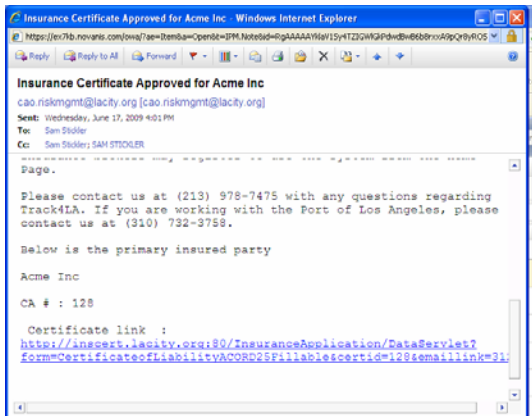 Insurance Certificate Approved for Acme Inc - Windows Internet Explorer
Reply Reply to All Forward
Insurance Certificate Approved for Acme Inc
cao.riskmgmt@lacity.org [cao.riskmgmt@lacity.org]
Sent: Wednesday, June 17, 2009 4:01 PM
To: Sam Stickler
Cc: Sam Stickler; SAM STICKLER
Page.
Please contact us at (213) 978-7475 with any questions regarding
Track4LA. If you are working with the Port of Los Angeles, please
contact us at (310) 732-3758.
Below is the primary insured party
Acme Inc
CA # : 128
Certificate link :
http://inscert.lacity.org:80/InsuranceApplication/DataServlet?
form=CertificateofLiabilityACORD25Fillable&certid=128&emaillink=31